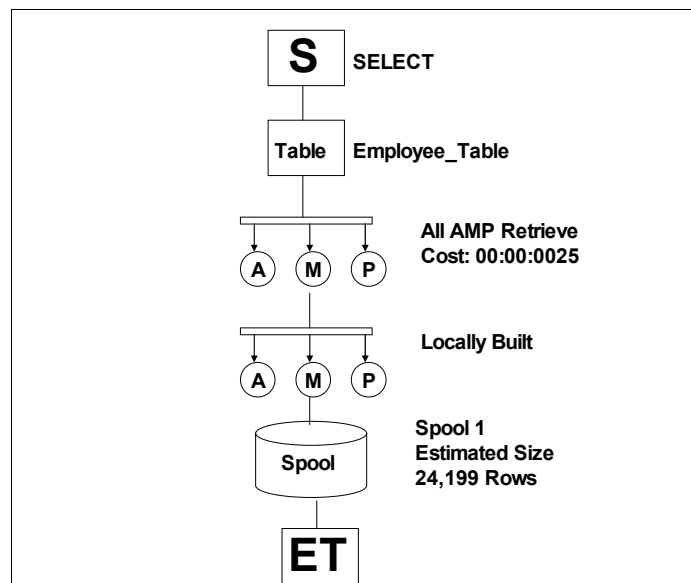 S SELECT
Table Employee_Table
All AMP Retrieve
Cost: 00:00:0025
A M P
Locally Built
A M P
Spool 1
Estimated Size
24,199 Rows
Spool
ET